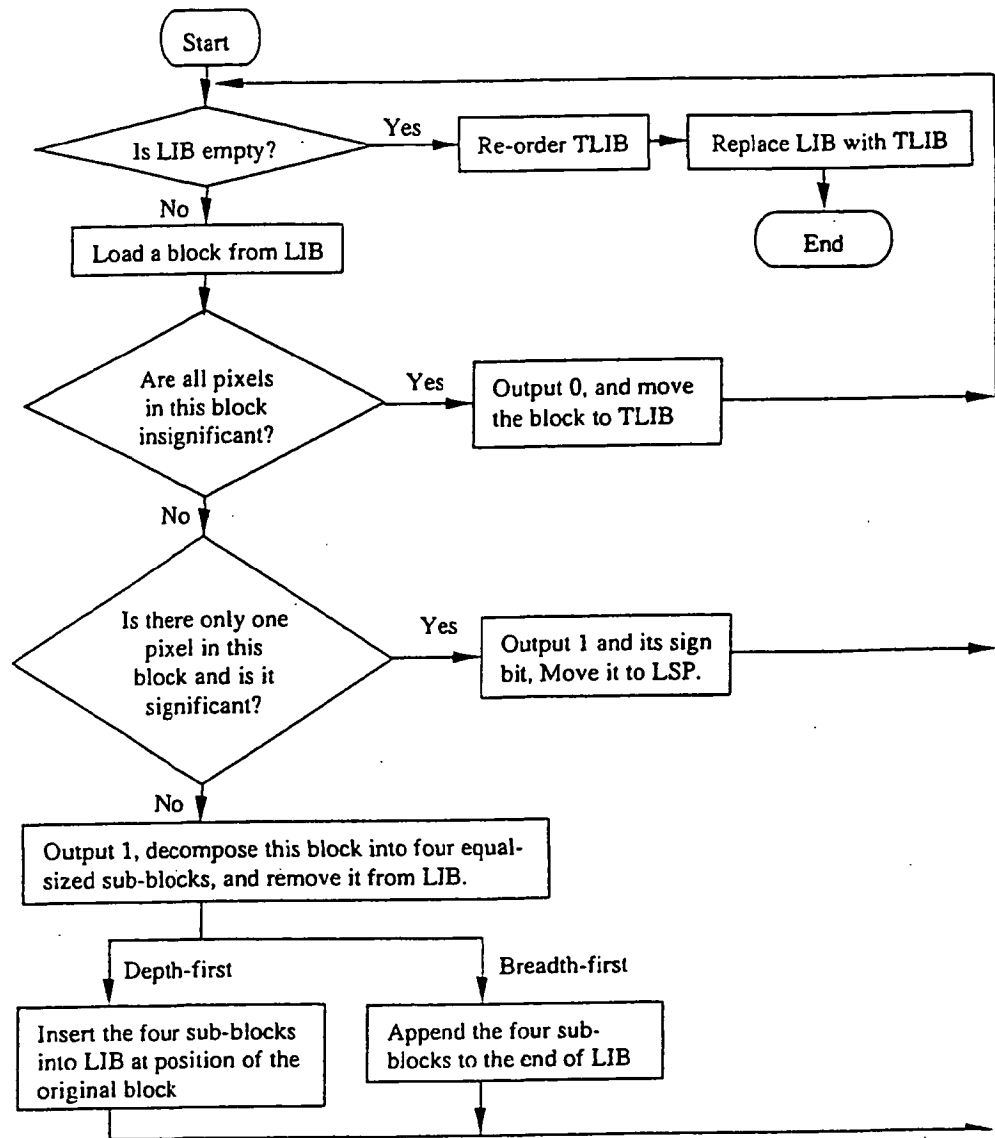 Start
Is LIB empty?
Yes
Re-order TLIB
Replace LIB with TLIB
No
End
Load a block from LIB
Are all pixels
in this block
insignificant?
Yes
Output 0, and move
the block to TLIB
No
Is there only one
pixel in this
block and is it
significant?
Yes
Output 1 and its sign
bit, Move it to LSP.
No
Output 1, decompose this block into four equal-
sized sub-blocks, and remove it from LIB.
Depth-first
Breadth-first
Insert the four sub-blocks
into LIB at position of the
original block
Append the four sub-
blocks to the end of LIB